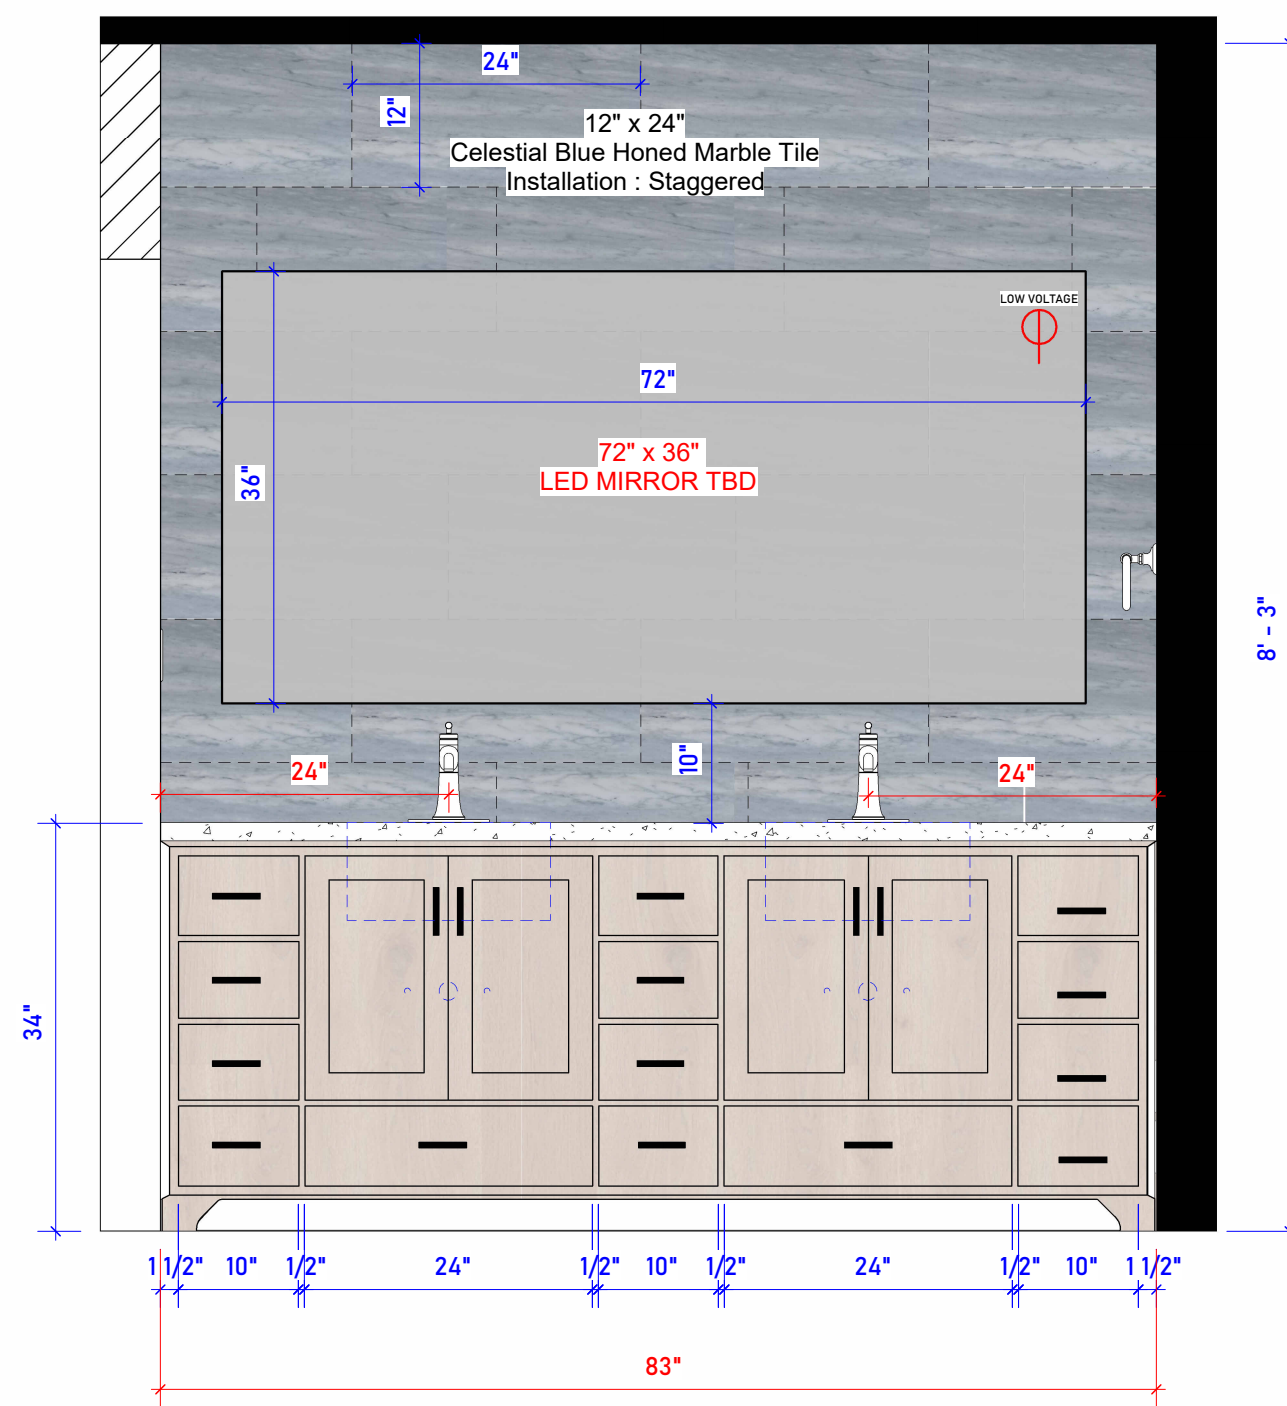 24"
12"
12" x 24"
Celestial Blue Honed Marble Tile
Installation : Staggered
LOW VOLTAGE
72"
72" x 36"
LED MIRROR TBD
36"
8' - 3"
10"
24"
24"
34"
1 1/2" 10" 1/2" 24" 1/2" 10" 1/2" 24" 1/2" 10" 1 1/2"
83"